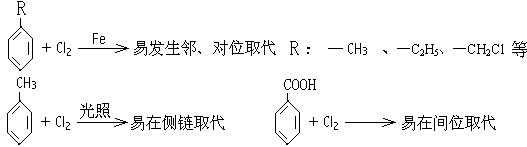 R
+ Cl2 Fe 易发生邻、对位取代 R： —CH3 、—C2H5、—CH2Cl 等
CH3 COOH
+ Cl2 光照 易在侧链取代 + Cl2 易在间位取代